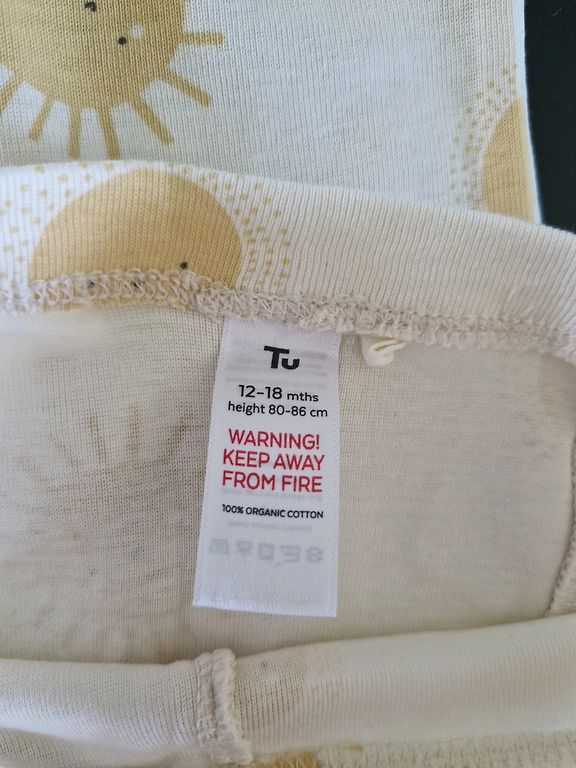 Tu
12-18 mths
height 80-86 cm
WARNING!
KEEP AWAY
FROM FIRE
100% ORGANIC COTTON